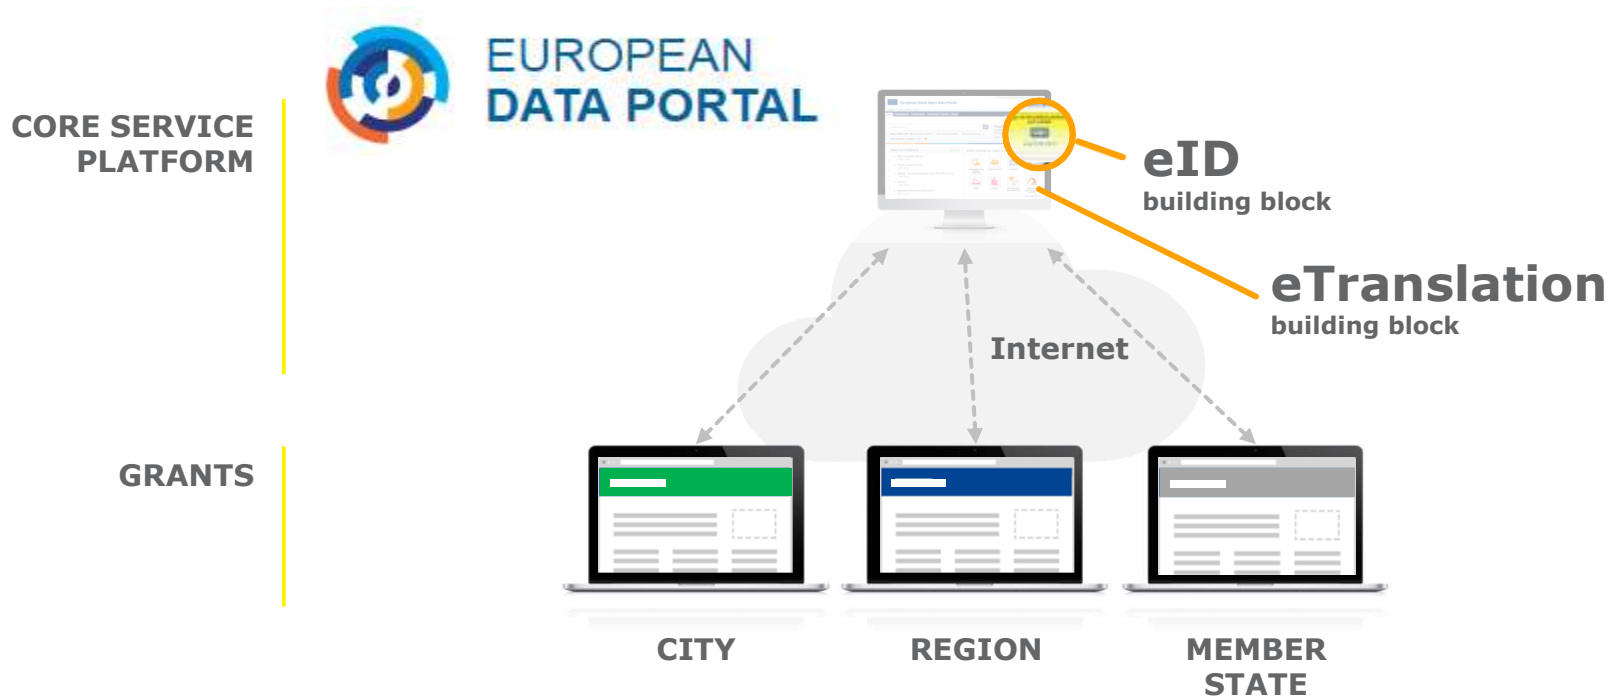 EUROPEAN
DATA PORTAL
CORE SERVICE
PLATFORM
eID
building block
eTranslation
building block
Internet
GRANTS
CITY
REGION
MEMBER
STATE